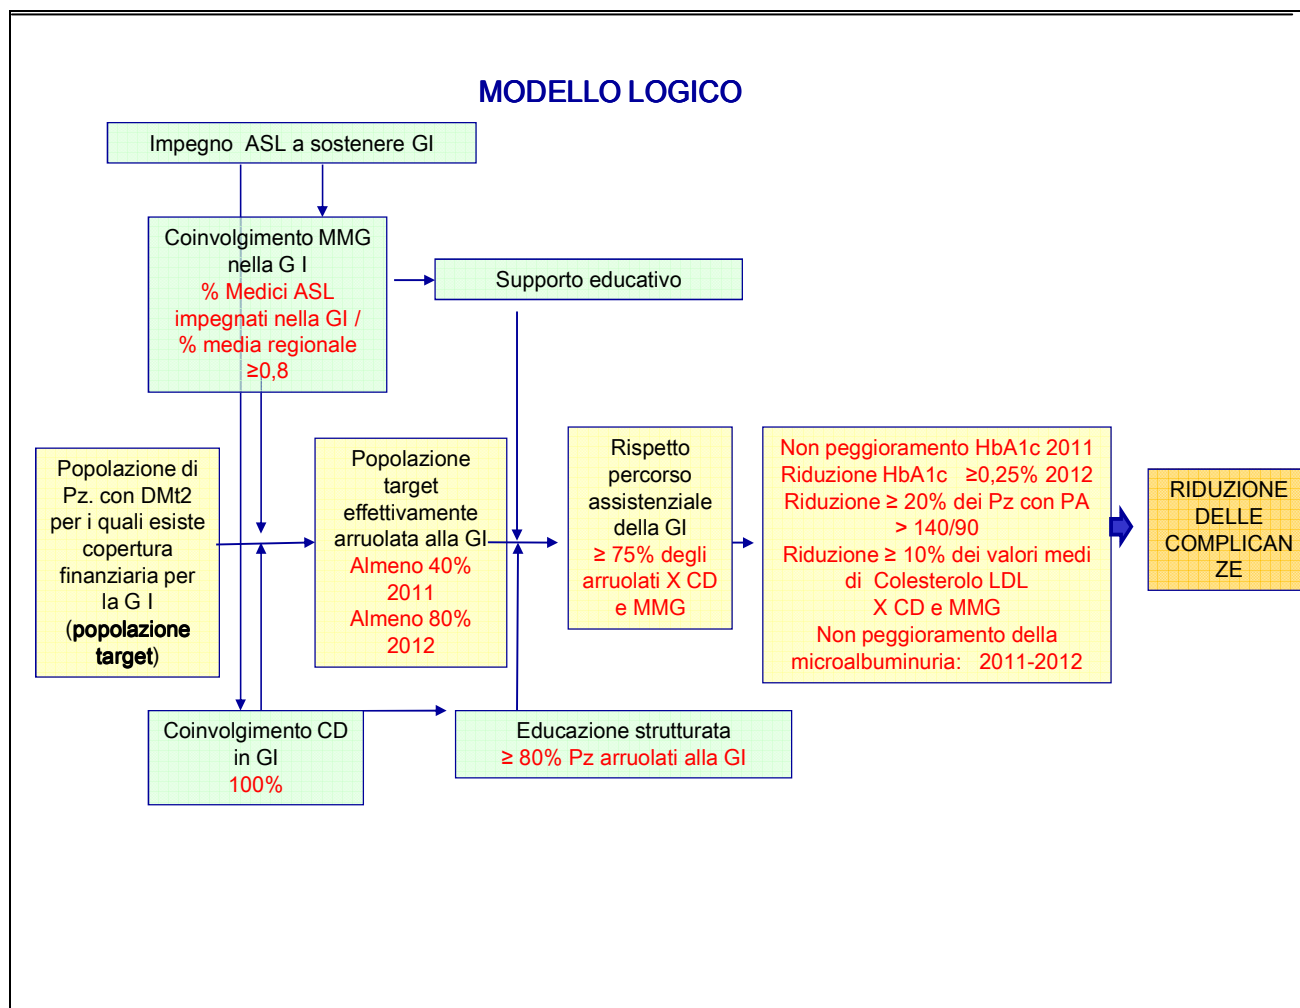 MODELLO LOGICO
Impegno ASL a sostenere GI
Coinvolgimento MMG
nella G I
% Medici ASL
impegnati nella GI /
% media regionale
≥0,8
Supporto educativo
Popolazione di
Pz. con DMt2
per i quali esiste
copertura
finanziaria per
la G I
(popolazione
target)
Popolazione
target
effettivamente
arruolata alla GI
Almeno 40%
2011
Almeno 80%
2012
Rispetto
percorso
assistenziale
della GI
≥ 75% degli
arruolati X CD
e MMG
Non peggioramento HbA1c 2011
Riduzione HbA1c ≥0,25% 2012
Riduzione ≥ 20% dei Pz con PA
> 140/90
Riduzione ≥ 10% dei valori medi
di Colesterolo LDL
X CD e MMG
Non peggioramento della
microalbuminuria: 2011-2012
RIDUZIONE
DELLE
COMPLICAN
ZE
Coinvolgimento CD
in GI
100%
Educazione strutturata
≥ 80% Pz arruolati alla GI